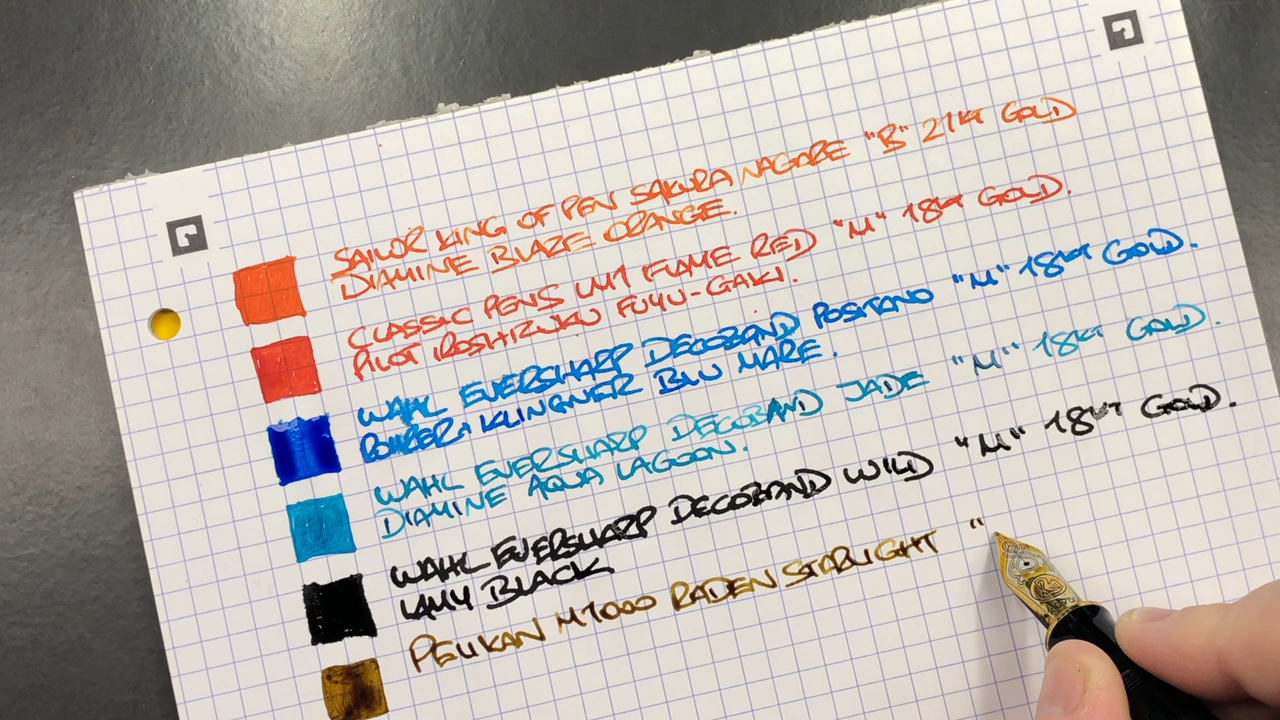 SAILOR KING OF PEN SAKURA NAGARE "B" 21KT GOLD
DIAMINE BLAZE ORANGE.
CLASSIC PENS LM1 FLAME RED "M" 18KT GOLD.
PILOT IROSHIZUKU FUYU-GAKI.
WAHL EVERSHARP DECOBAND POSITANO "M" 18KT GOLD.
ROHRER+KLINGNER BLU MARE.
WAHL EVERSHARP DECOBAND JADE "M" 18KT GOLD.
DIAMINE AQUA LAGOON.
WAHL EVERSHARP DECOBAND WILD "M" 18KT GOLD.
LAMY BLACK
PELIKAN M1000 RADEN STARLIGHT "